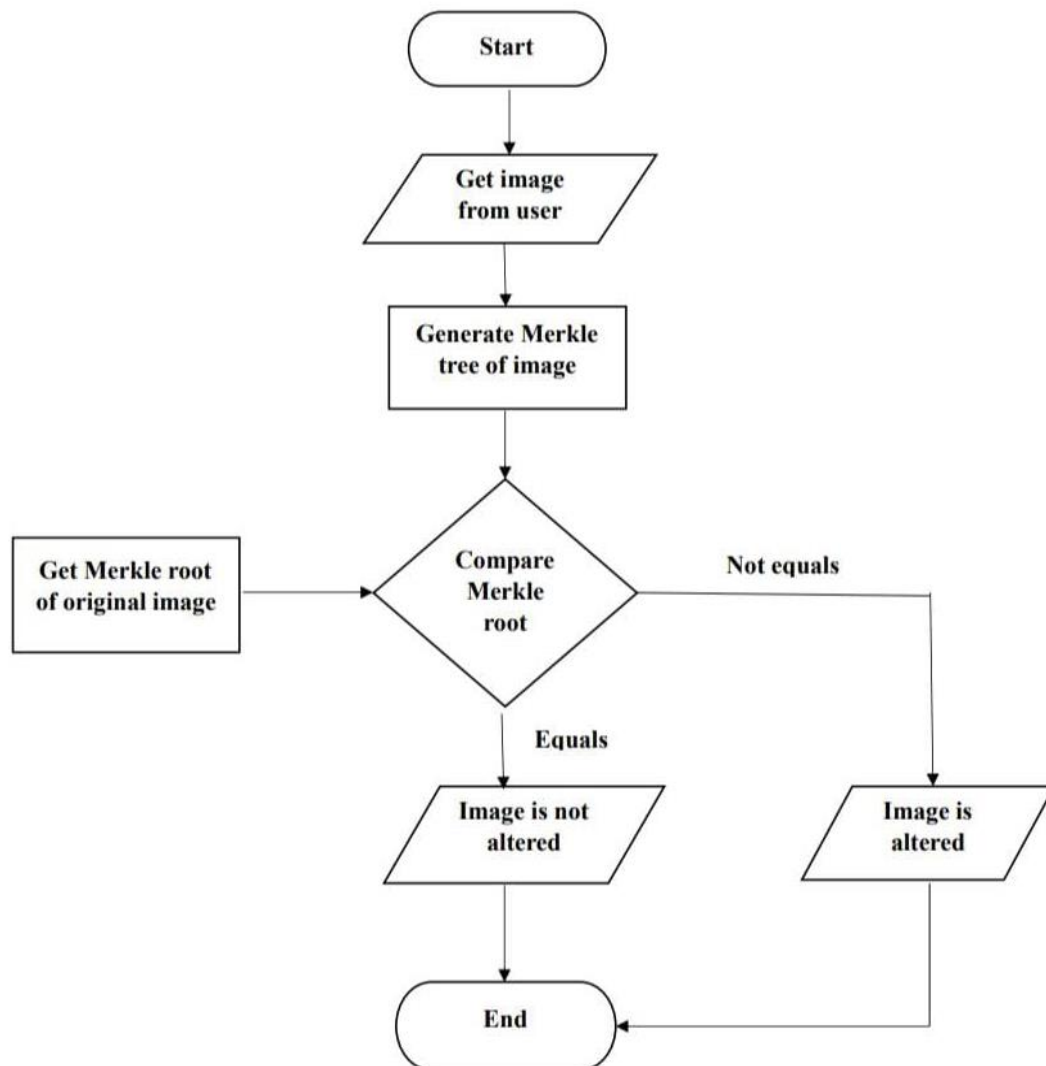 Start
Get image
from user
Generate Merkle
tree of image
Get Merkle root
of original image
Compare
Merkle
root
Not equals
Equals
Image is not
altered
Image is
altered
End